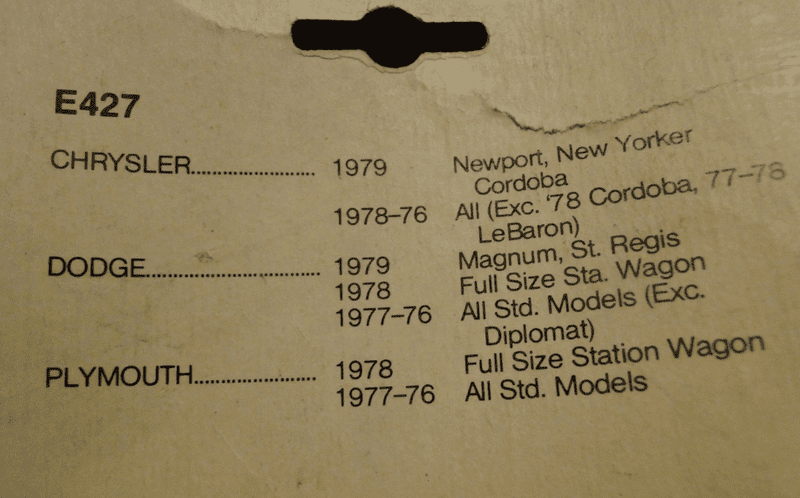 E427
CHRYSLER........................ 1979 Newport, New Yorker
Cordoba
1978–76 All (Exc. '78 Cordoba, 77–78
LeBaron)
DODGE.............................. 1979 Magnum, St. Regis
1978 Full Size Sta. Wagon
1977–76 All Std. Models (Exc.
Diplomat)
PLYMOUTH....................... 1978 Full Size Station Wagon
1977–76 All Std. Models